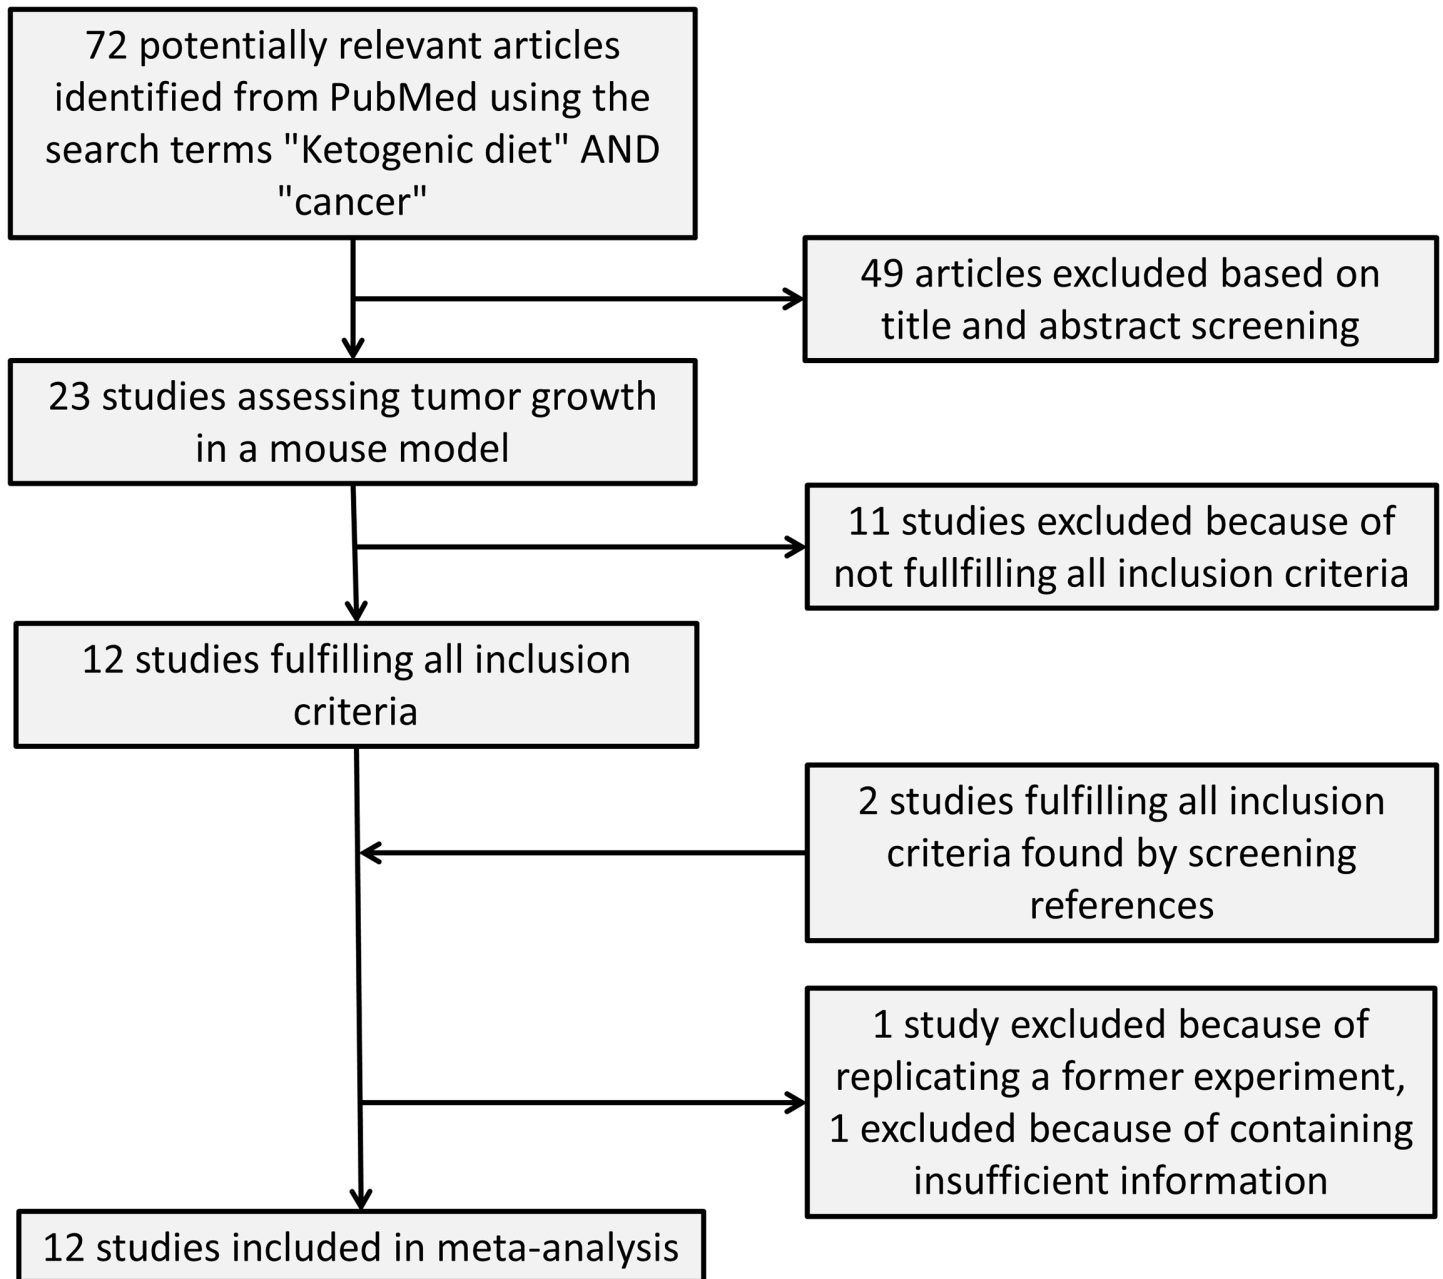 72 potentially relevant articles
identified from PubMed using the
search terms "Ketogenic diet" AND
"cancer"
49 articles excluded based on
title and abstract screening
23 studies assessing tumor growth
in a mouse model
11 studies excluded because of
not fullfilling all inclusion criteria
12 studies fulfilling all inclusion
criteria
2 studies fulfilling all inclusion
criteria found by screening
references
1 study excluded because of
replicating a former experiment,
1 excluded because of containing
insufficient information
12 studies included in meta-analysis